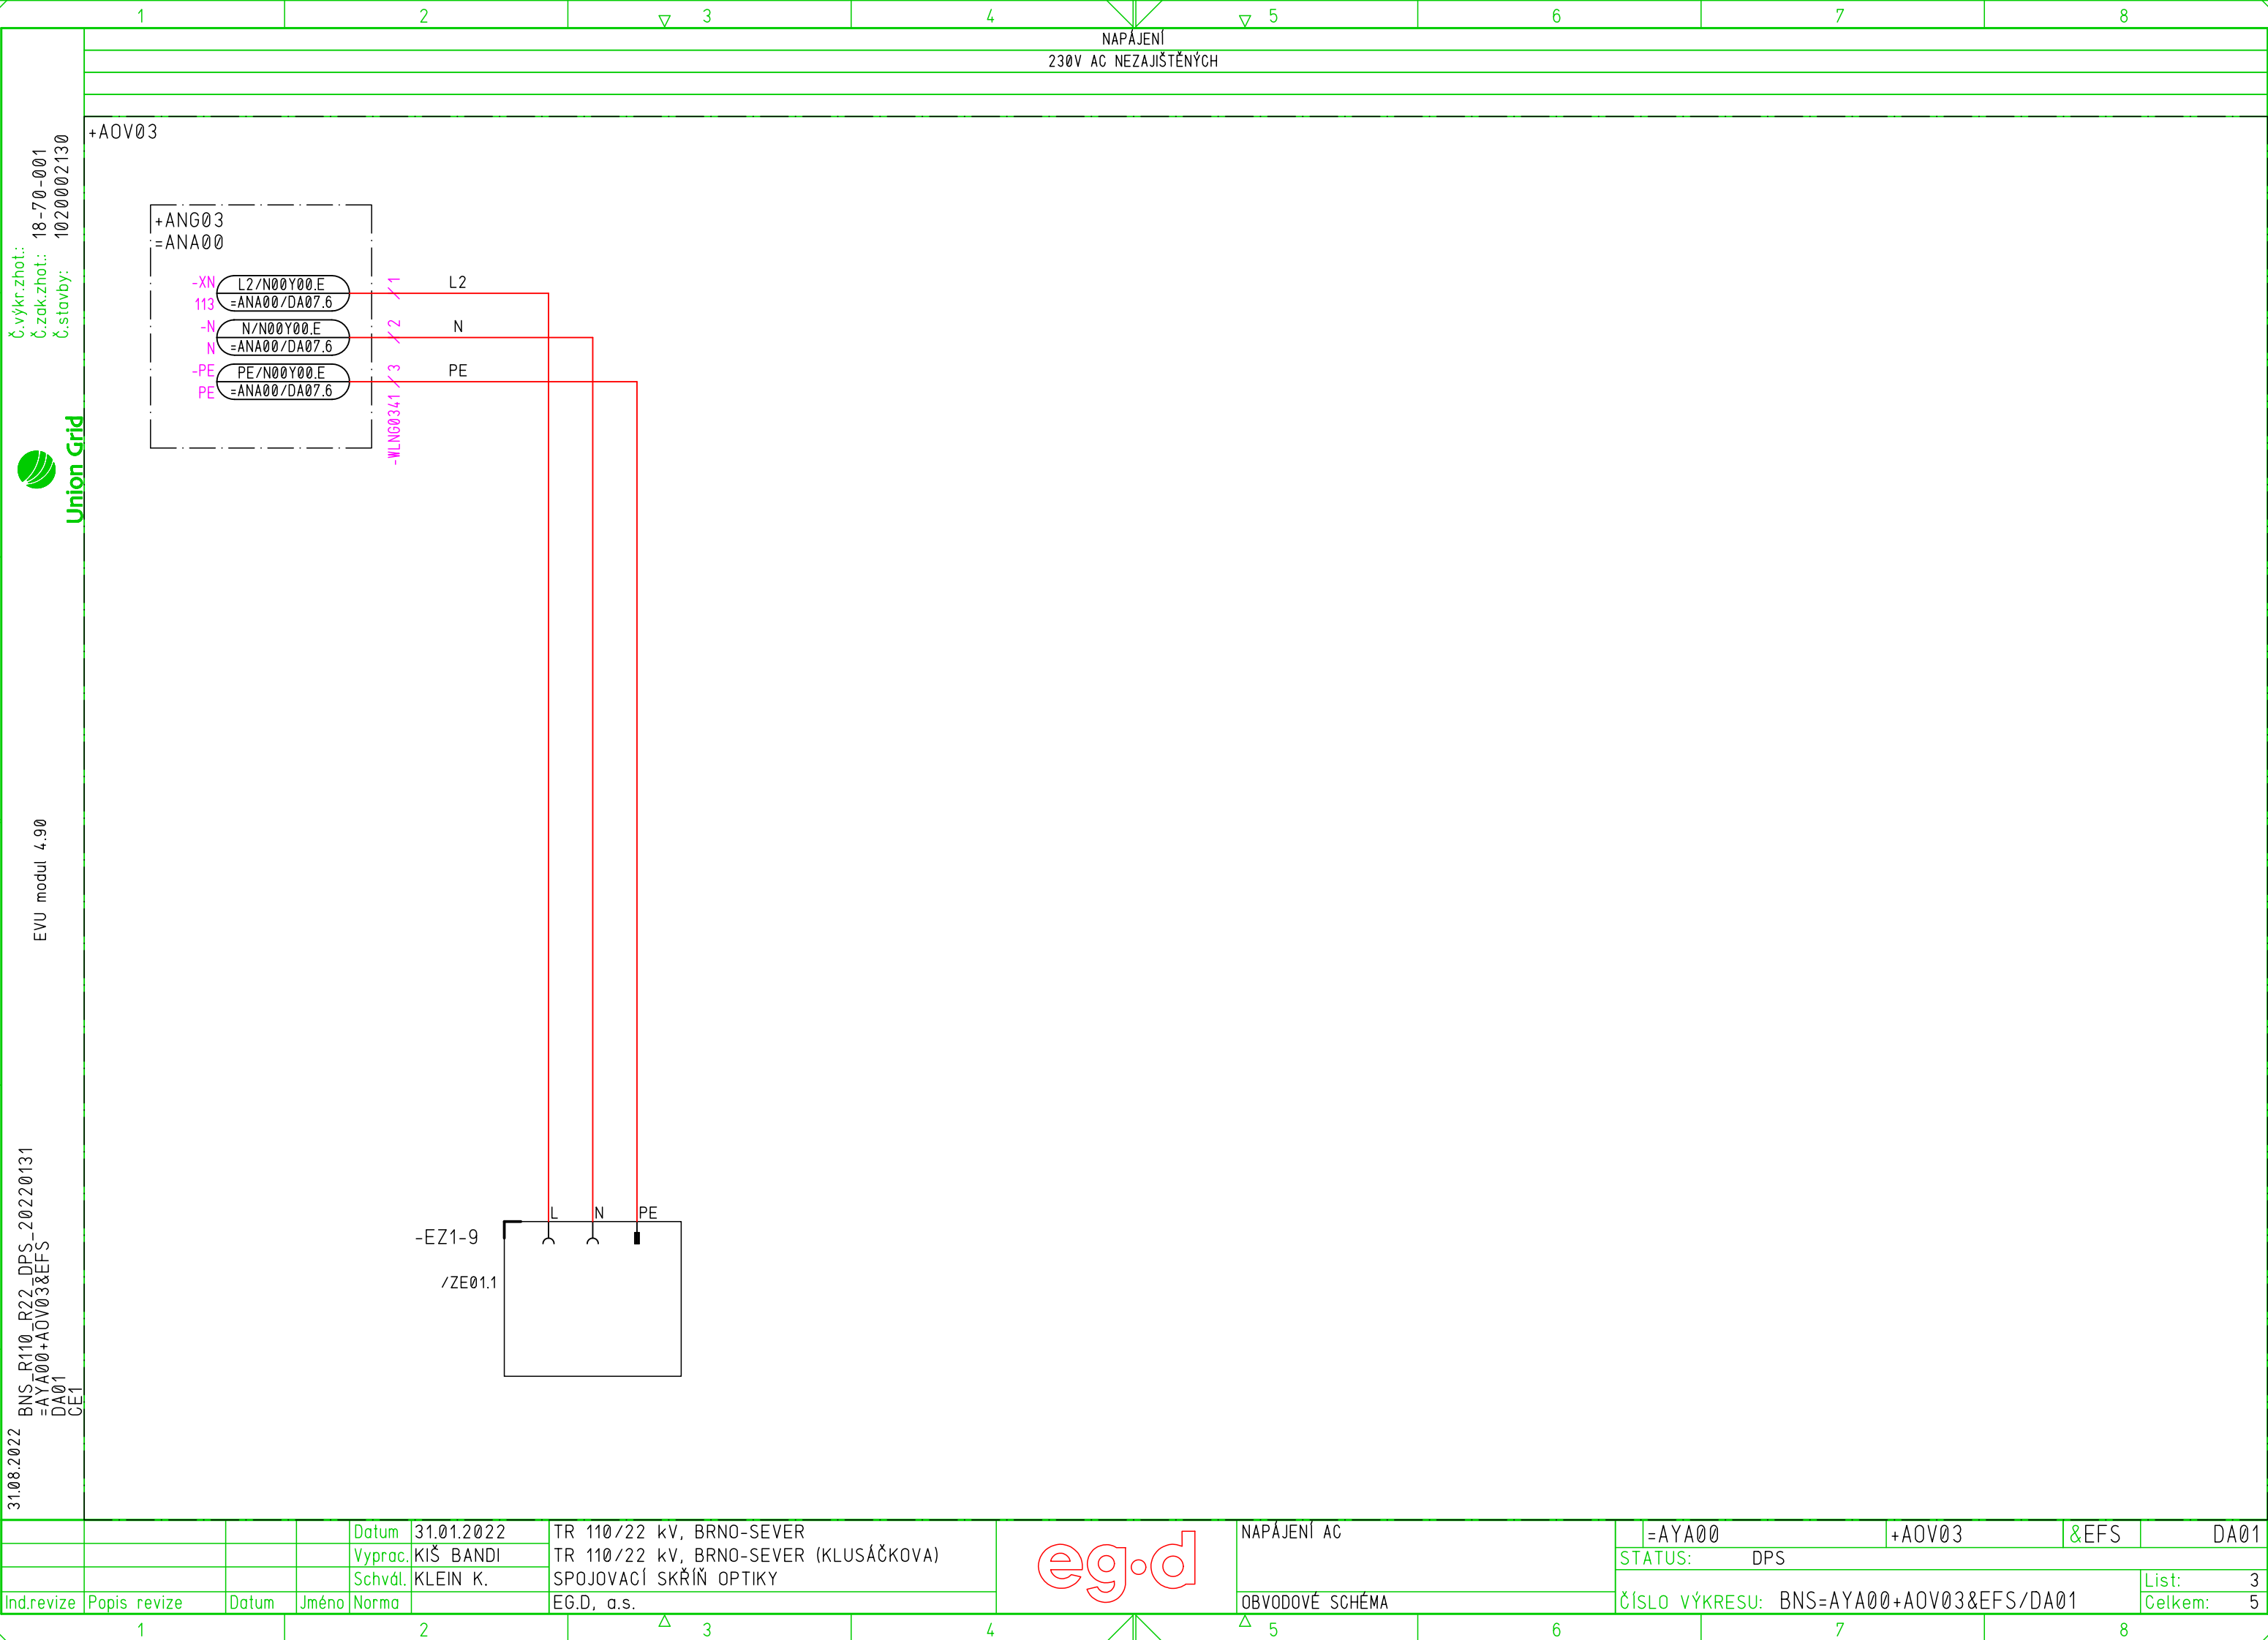 1 2 3 4 5 6 7 8
NAPÁJENÍ
230V AC NEZAJIŠTĚNÝCH
+AOV03
Č.výkr.zhot.:
Č.zak.zhot.: 18-70-001
Č.stavby: 1020002130
Union Grid
EVU modul 4.90
BNS_R110_R22_DPS_20220131
=AYA00+AOV03&EFS
DA01
CE1
31.08.2022
+ANG03
=ANA00
-XN L2/N00Y00.E 1 L2
113 =ANA00/DA07.6
-N N/N00Y00.E 2 N
N =ANA00/DA07.6
-PE PE/N00Y00.E 3 PE
PE =ANA00/DA07.6
-WLNG0341
L N PE
-EZ1-9
/ZE01.1
Datum 31.01.2022 TR 110/22 kV, BRNO-SEVER
Vyprac. KIŠ BANDI TR 110/22 kV, BRNO-SEVER (KLUSÁČKOVA)
Schvál. KLEIN K. SPOJOVACÍ SKŘÍŇ OPTIKY
Ind.revize Popis revize Datum Jméno Norma EG.D, a.s.
eg·d
NAPÁJENÍ AC
OBVODOVÉ SCHÉMA
=AYA00 +AOV03 &EFS DA01
STATUS: DPS
List: 3
ČÍSLO VÝKRESU: BNS=AYA00+AOV03&EFS/DA01
Celkem: 5
1 2 3 4 5 6 7 8